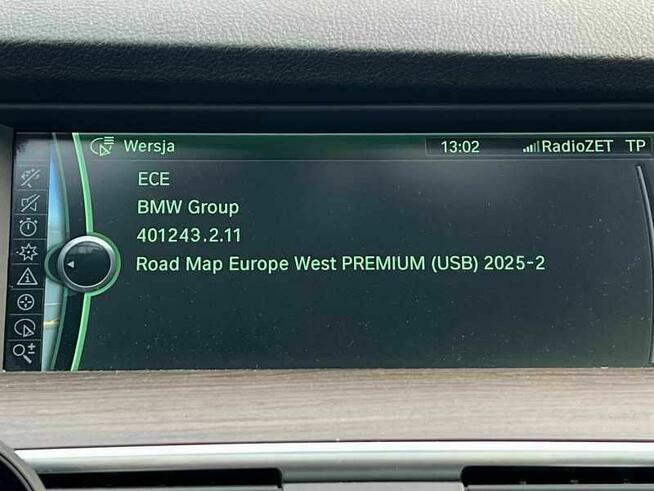 Wersja 13:02 RadioZET TP
ECE
BMW Group
401243.2.11
Road Map Europe West PREMIUM (USB) 2025-2